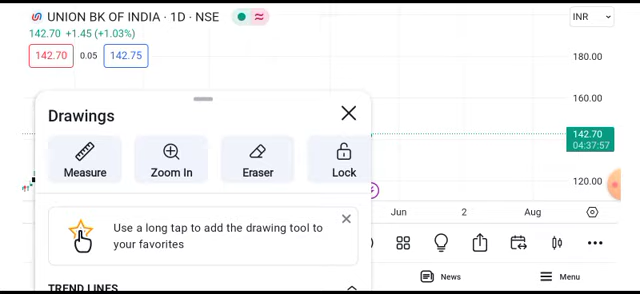 UNION BK OF INDIA · 1D · NSE
INR
142.70 +1.45 (+1.03%)
142.70 0.05 142.75
180.00
160.00
142.70
04:37:57
120.00
Drawings
Measure Zoom In Eraser Lock
Jun 2 Aug
Use a long tap to add the drawing tool to
your favorites
News Menu
TREND LINES